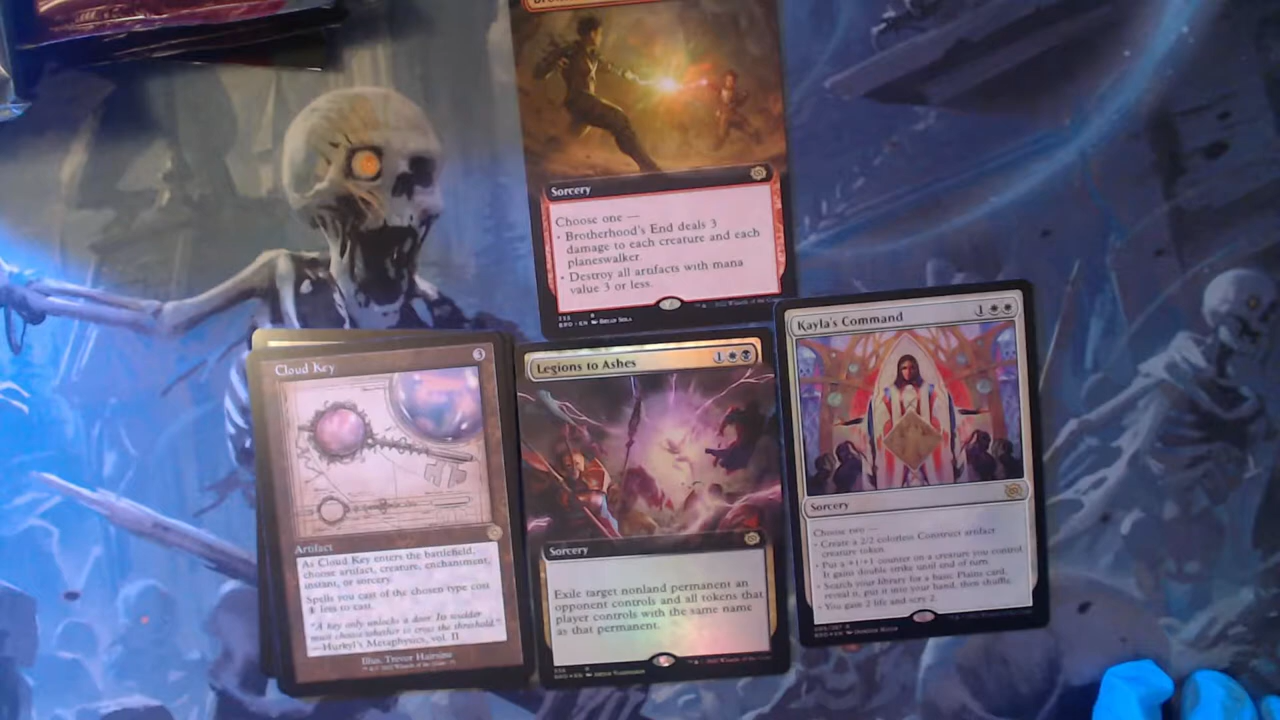 Sorcery
Choose one —
• Brotherhood's End deals 3
damage to each creature and each
planeswalker.
• Destroy all artifacts with mana
value 3 or less.
Cloud Key
3
Artifact
As Cloud Key enters the battlefield,
choose artifact, creature, enchantment,
instant, or sorcery.
Spells you cast of the chosen type cost
1 less to cast.
"A key only unlocks a door. Its wielder
must choose whether to cross the threshold."
—Hurkyl's Metaphysics, vol. II
Illus. Trevor Hairsine
Legions to Ashes
1
Sorcery
Exile target nonland permanent an
opponent controls and all tokens that
player controls with the same name
as that permanent.
Kayla's Command
1
Sorcery
Choose two —
• Create a 2/2 colorless Construct artifact
creature token.
• Put a +1/+1 counter on a creature you control.
It gains double strike until end of turn.
• Search your library for a basic Plains card,
reveal it, put it into your hand, then shuffle.
• You gain 2 life and scry 2.